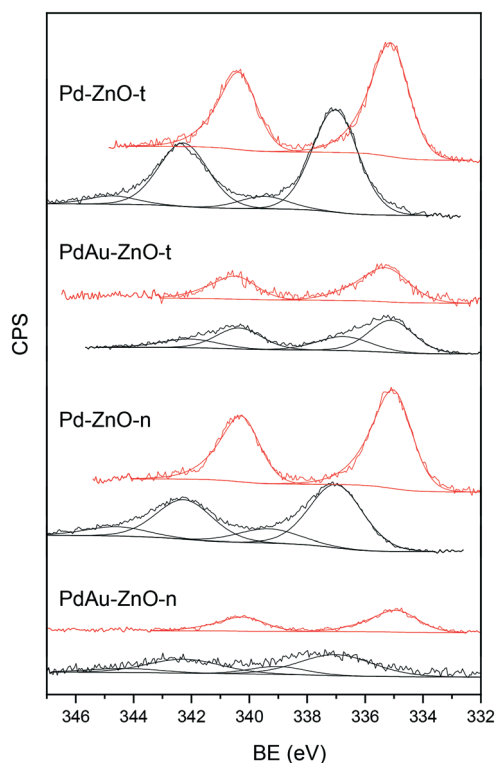 Pd-ZnO-t
PdAu-ZnO-t
CPS
Pd-ZnO-n
PdAu-ZnO-n
346 344 342 340 338 336 334 332
BE (eV)